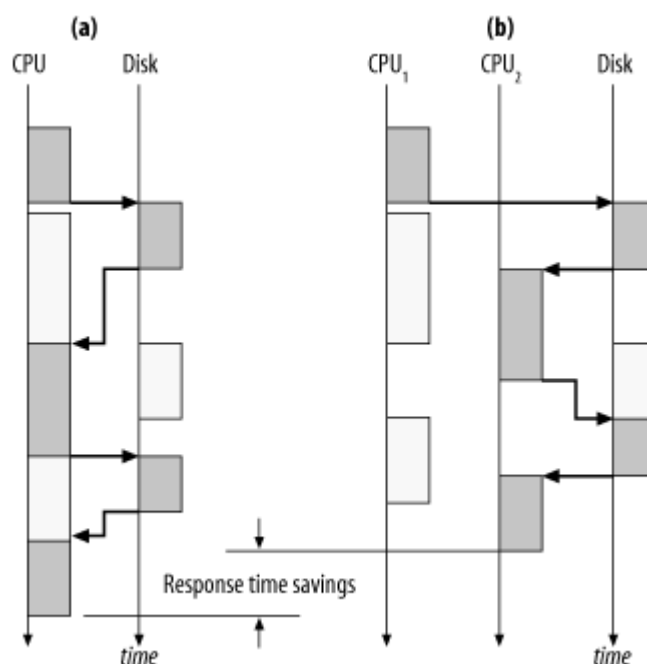 (a)
(b)
CPU
Disk
CPU1
CPU2
Disk
Response time savings
time
time